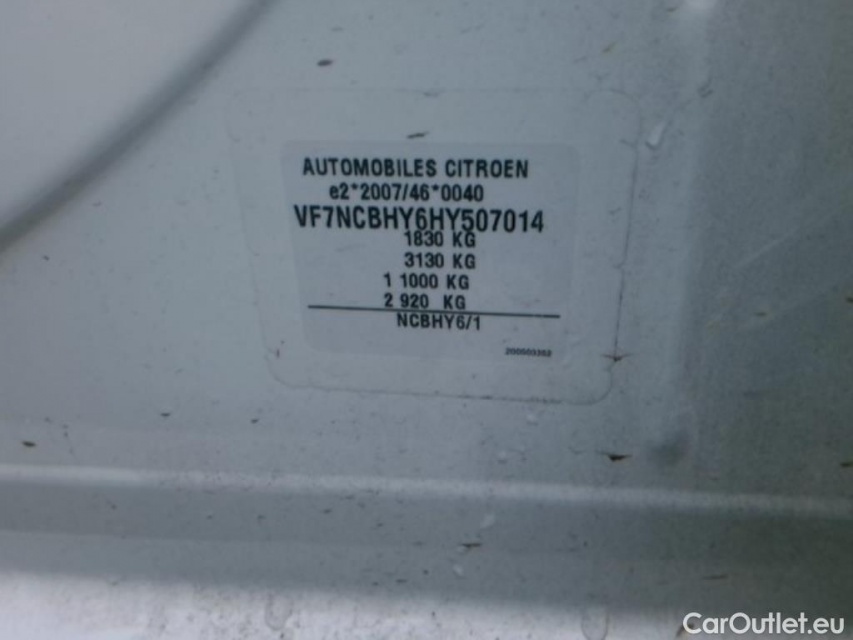 AUTOMOBILES CITROEN
e2*2007/46*0040
VF7NCBHY6HY507014
1830 KG
3130 KG
1 1000 KG
2 920 KG
NCBHY6/1
CarOutlet.eu